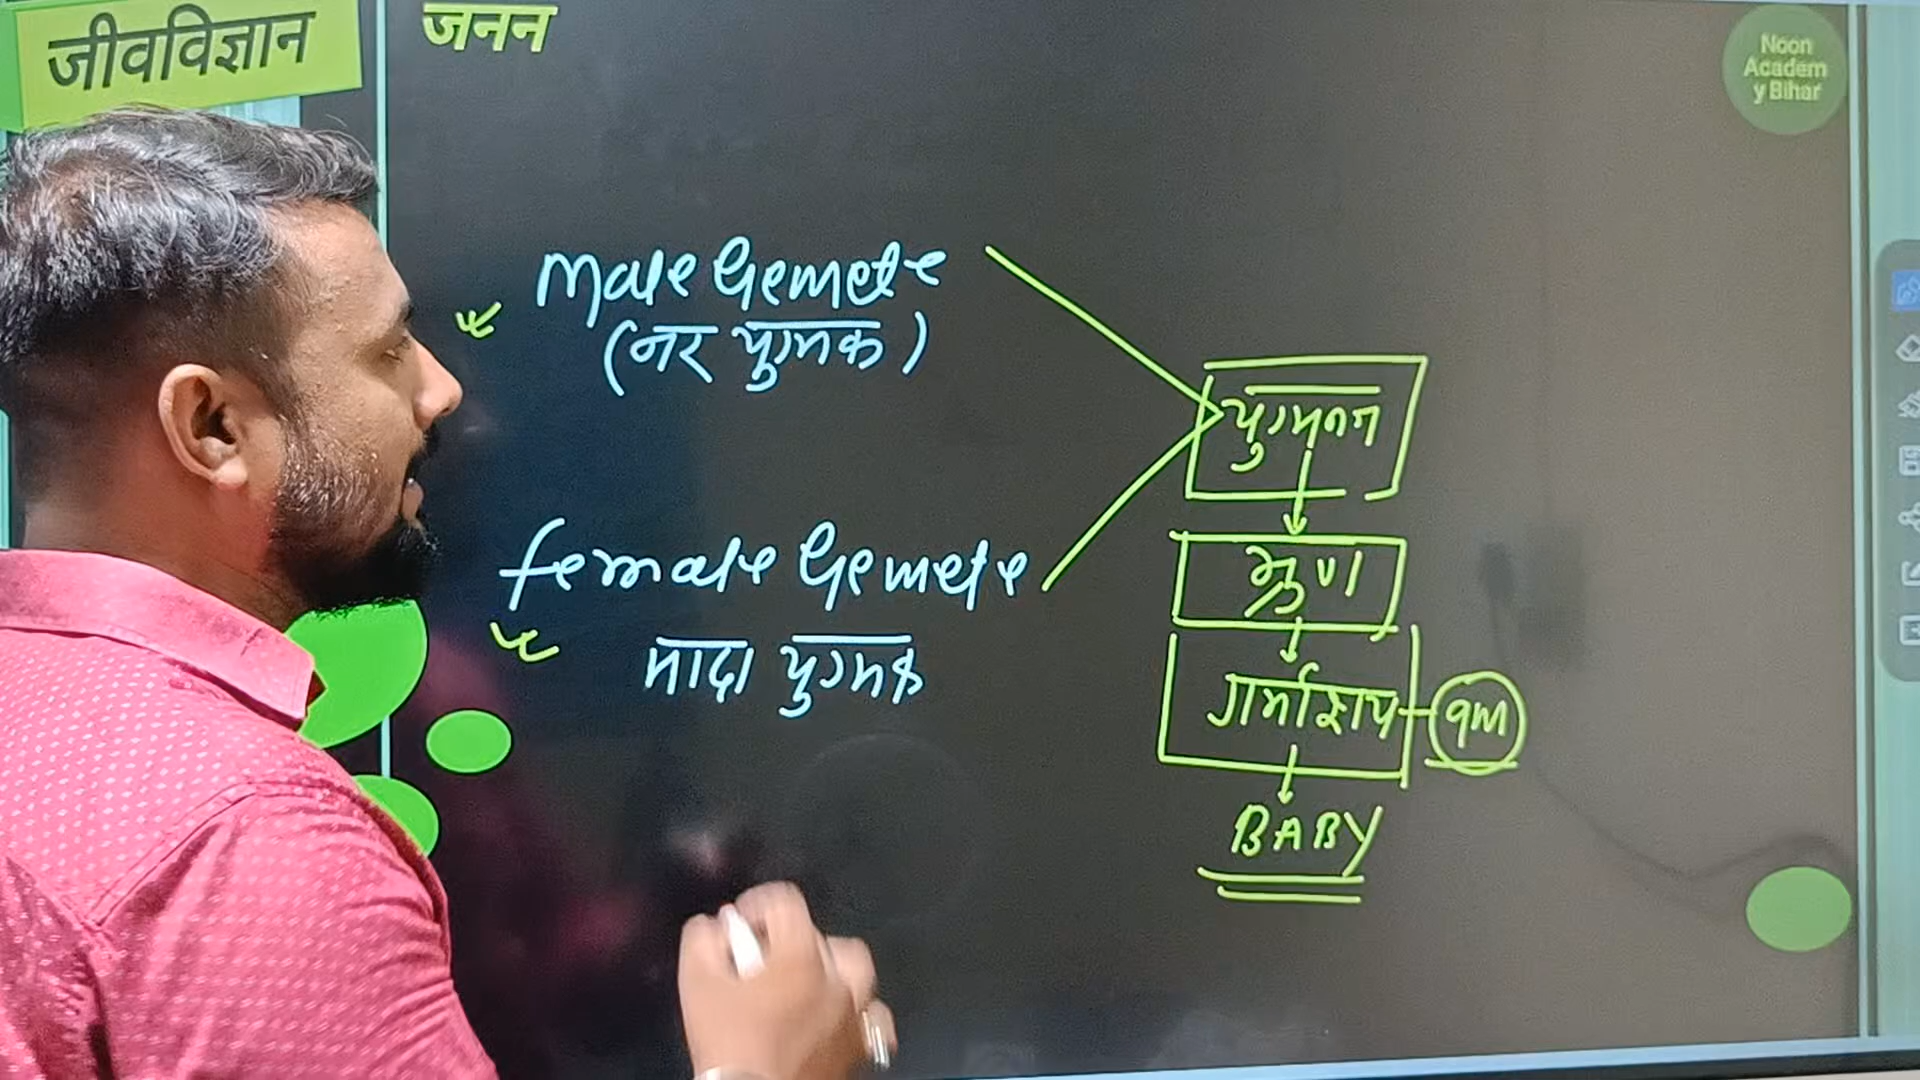 जीवविज्ञान
जनन
Noon
Academ
y Bihar
Male Gemete
(नर युग्मक)
female Gemete
मादा युग्मक
युग्मनज
भ्रुण
गर्भाशय
9M
BABY